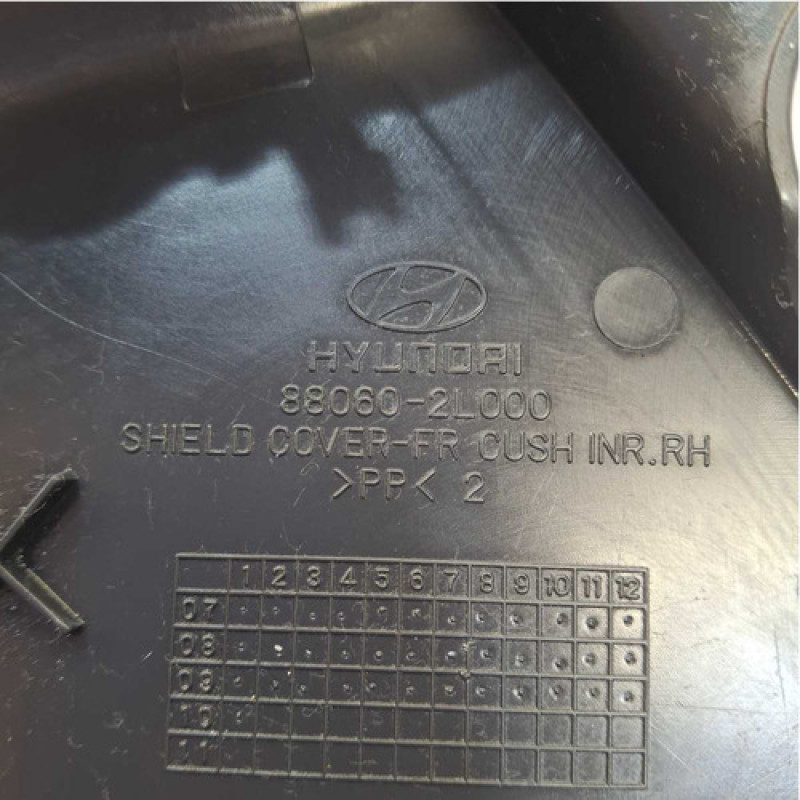 HYUNDAI
88060-2L000
SHIELD COVER-FR CUSH INR.RH
>PP< 2
1 2 3 4 5 6 7 8 9 10 11 12
07
08
09
10
11